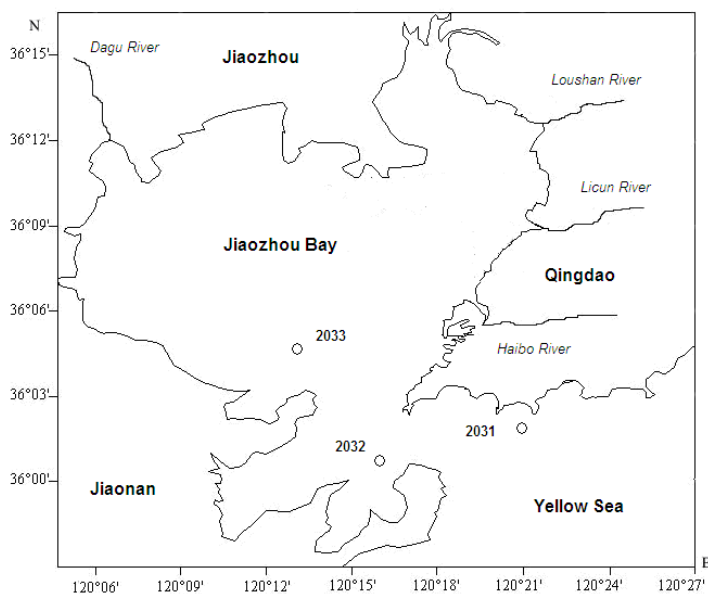 N
36°15'
Dagu River
Jiaozhou
Loushan River
36°12'
Licun River
36°09'
Jiaozhou Bay
Qingdao
36°06'
2033
Haibo River
36°03'
2031
2032
36°00'
Jiaonan
Yellow Sea
E
120°06'
120°09'
120°12'
120°15'
120°18'
120°21'
120°24'
120°27'